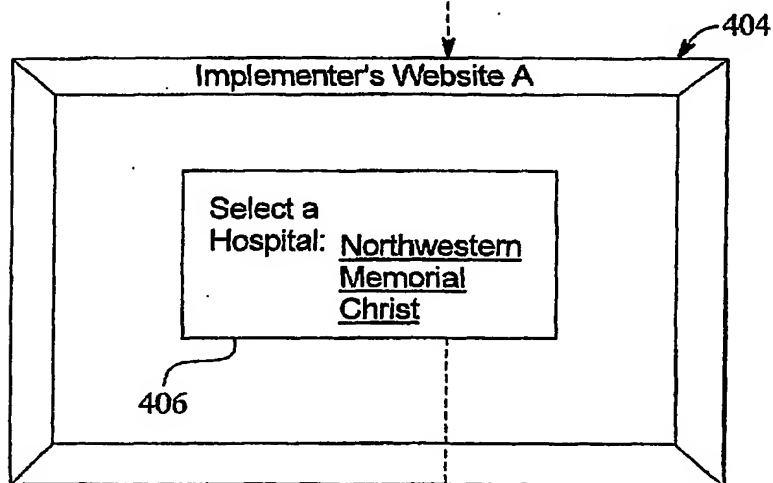 404
Implementer's Website A
Select a
Hospital: Northwestern
Memorial
Christ
406